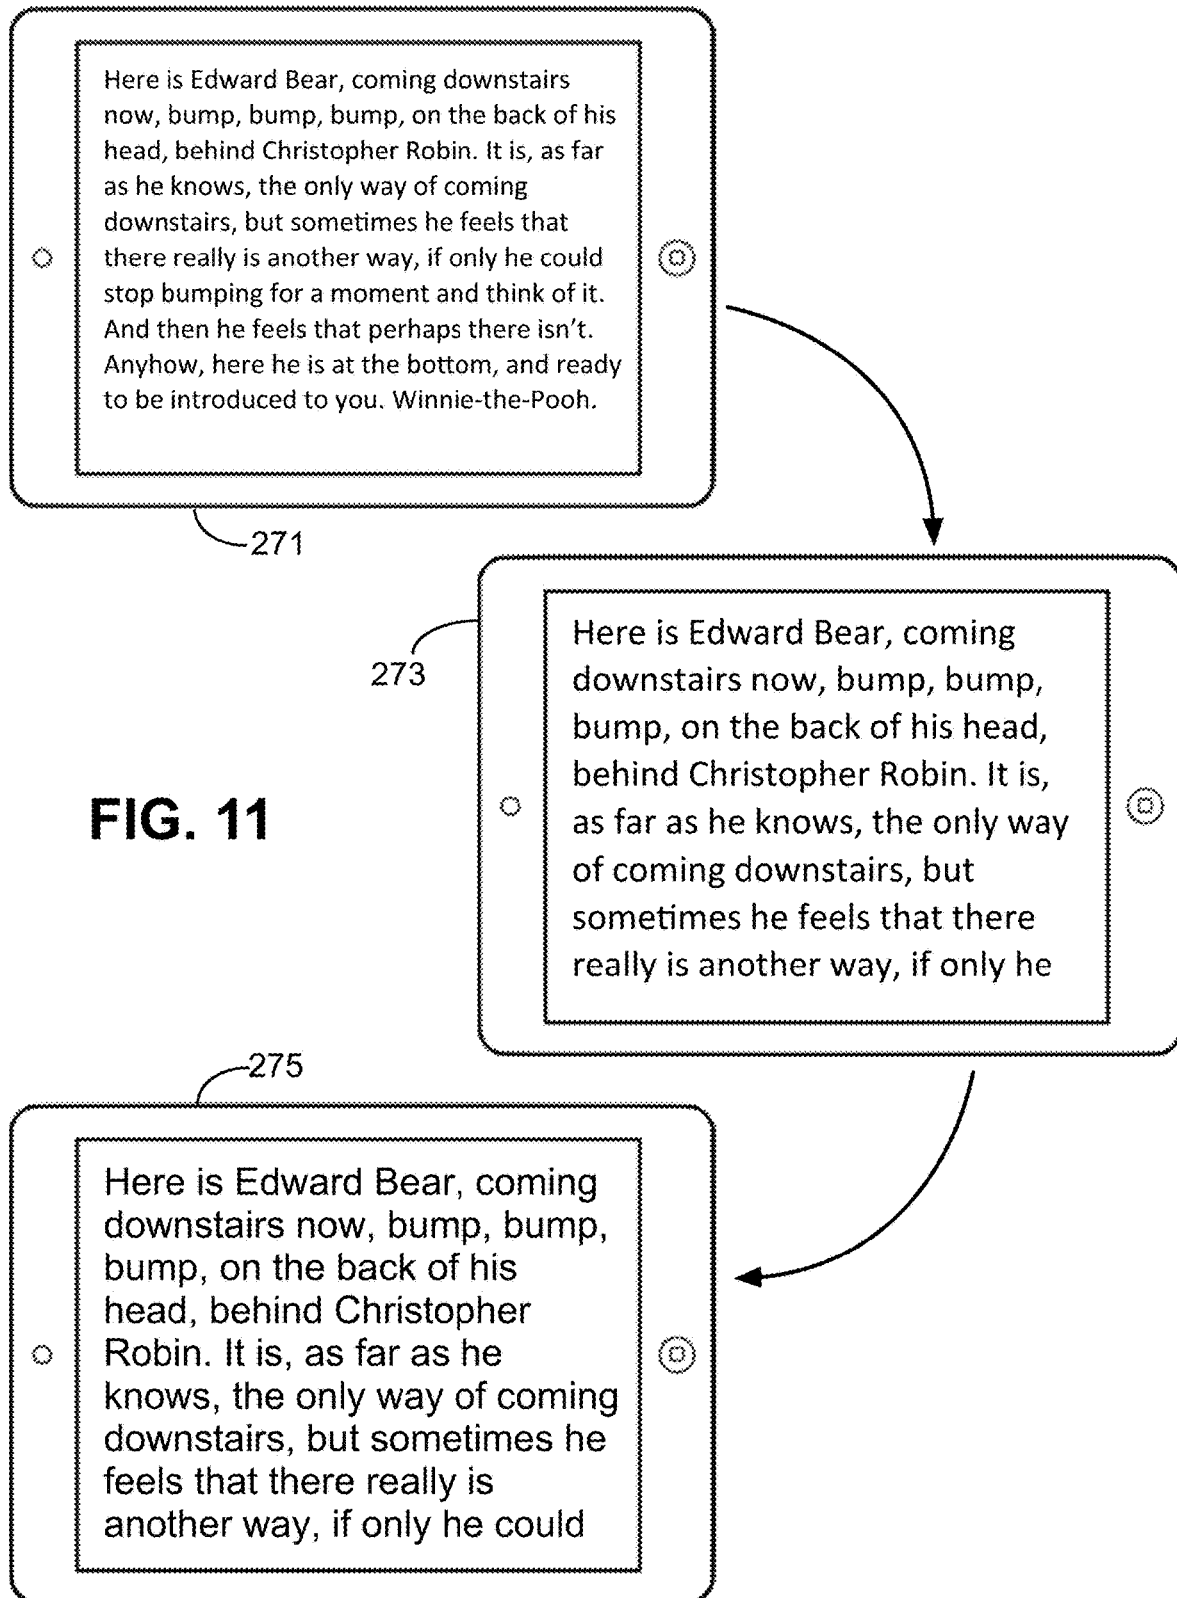 Here is Edward Bear, coming downstairs
now, bump, bump, bump, on the back of his
head, behind Christopher Robin. It is, as far
as he knows, the only way of coming
downstairs, but sometimes he feels that
there really is another way, if only he could
stop bumping for a moment and think of it.
And then he feels that perhaps there isn't.
Anyhow, here he is at the bottom, and ready
to be introduced to you. Winnie-the-Pooh.
271
273
Here is Edward Bear, coming
downstairs now, bump, bump,
bump, on the back of his head,
behind Christopher Robin. It is,
as far as he knows, the only way
of coming downstairs, but
sometimes he feels that there
really is another way, if only he
FIG. 11
275
Here is Edward Bear, coming
downstairs now, bump, bump,
bump, on the back of his
head, behind Christopher
Robin. It is, as far as he
knows, the only way of coming
downstairs, but sometimes he
feels that there really is
another way, if only he could